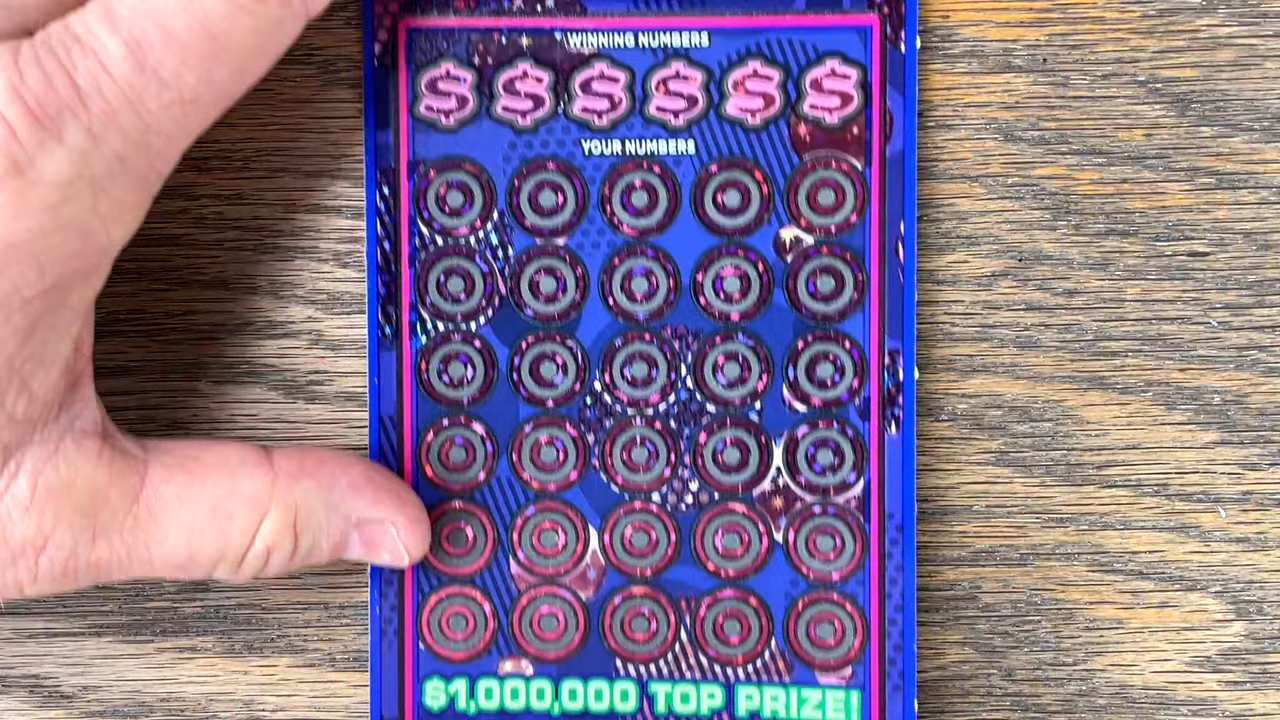 WINNING NUMBERS
$ $ $ $ $ $
YOUR NUMBERS
$1,000,000 TOP PRIZE!